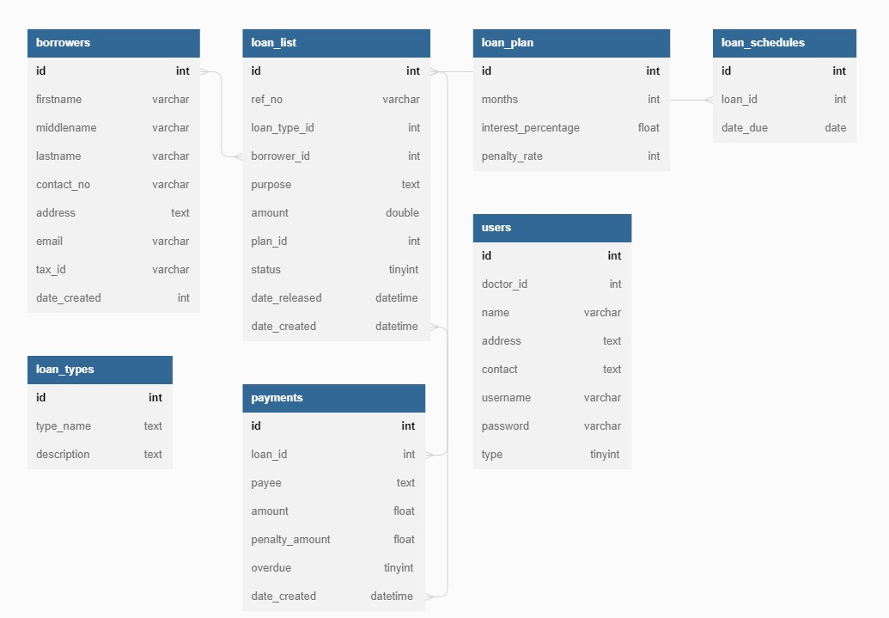 borrowers
id int
firstname varchar
middlename varchar
lastname varchar
contact_no varchar
address text
email varchar
tax_id varchar
date_created int
loan_list
id int
ref_no varchar
loan_type_id int
borrower_id int
purpose text
amount double
plan_id int
status tinyint
date_released datetime
date_created datetime
loan_plan
id int
months int
interest_percentage float
penalty_rate int
loan_schedules
id int
loan_id int
date_due date
users
id int
doctor_id int
name varchar
address text
contact text
username varchar
password varchar
type tinyint
loan_types
id int
type_name text
description text
payments
id int
loan_id int
payee text
amount float
penalty_amount float
overdue tinyint
date_created datetime